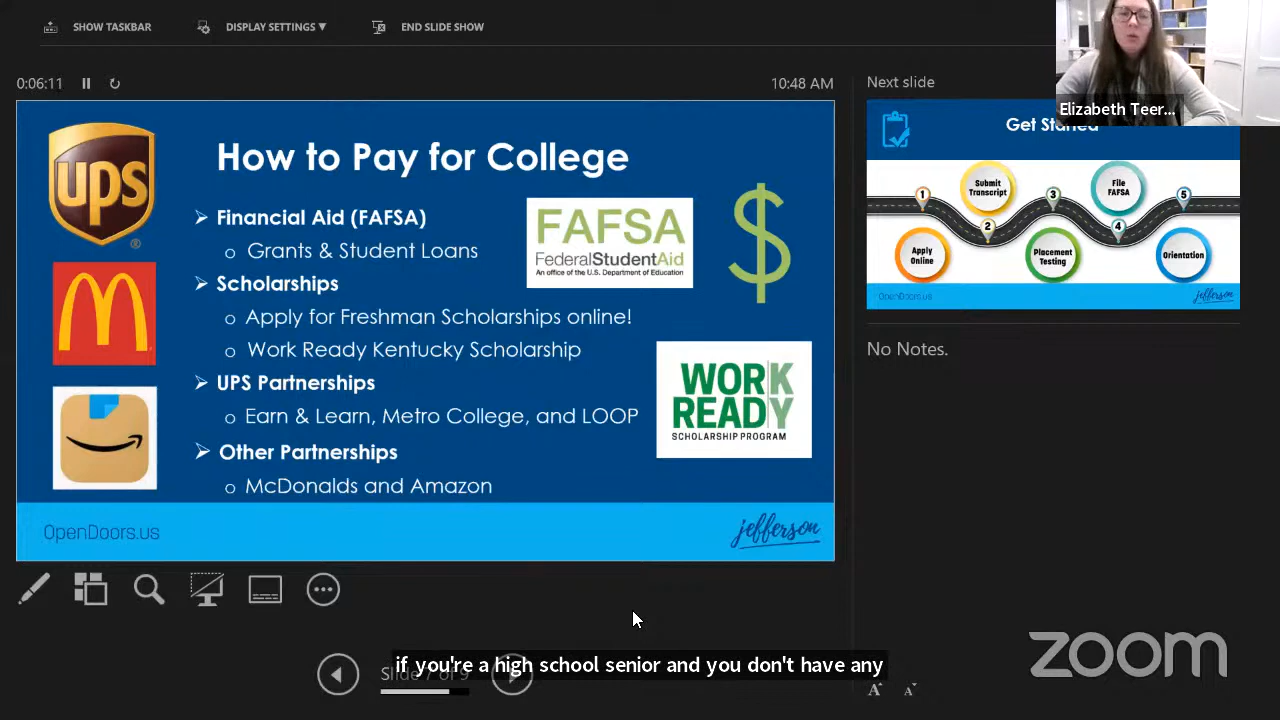 SHOW TASKBAR
DISPLAY SETTINGS ▼
END SLIDE SHOW
0:06:11
10:48 AM
Next slide
Elizabeth Teer...
ups
®
How to Pay for College
➢ Financial Aid (FAFSA)
o Grants & Student Loans
➢ Scholarships
o Apply for Freshman Scholarships online!
o Work Ready Kentucky Scholarship
➢ UPS Partnerships
o Earn & Learn, Metro College, and LOOP
➢ Other Partnerships
o McDonalds and Amazon
FAFSA
FederalStudentAid
An office of the U.S. Department of Education
$
WORK
READY
SCHOLARSHIP PROGRAM
OpenDoors.us
jefferson
Get Started
1
Submit
Transcript
3
File
FAFSA
5
Apply
Online
2
Placement
Testing
4
Orientation
OpenDoors.us
jefferson
No Notes.
if you're a high school senior and you don't have any
Slide 7 of 9
A A
zoom